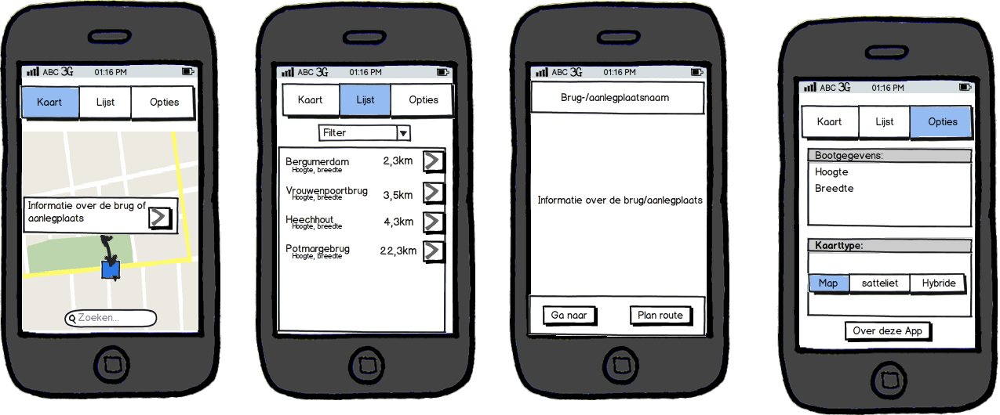 ABC 3G 01:16 PM
Kaart Lijst Opties
Informatie over de brug of
aanlegplaats
Zoeken...
ABC 3G 01:16 PM
Kaart Lijst Opties
Filter
Bergumerdam 2,3km
Hoogte, breedte
Vrouwenpoortbrug 3,5km
Hoogte, breedte
Heechhout 4,3km
Hoogte, breedte
Potmargebrug 22,3km
Hoogte, breedte
ABC 3G 01:16 PM
Brug-/aanlegplaatsnaam
Informatie over de brug/aanlegplaats
Ga naar Plan route
ABC 3G 01:16 PM
Kaart Lijst Opties
Bootgegevens:
Hoogte
Breedte
Kaarttype:
Map satteliet Hybride
Over deze App